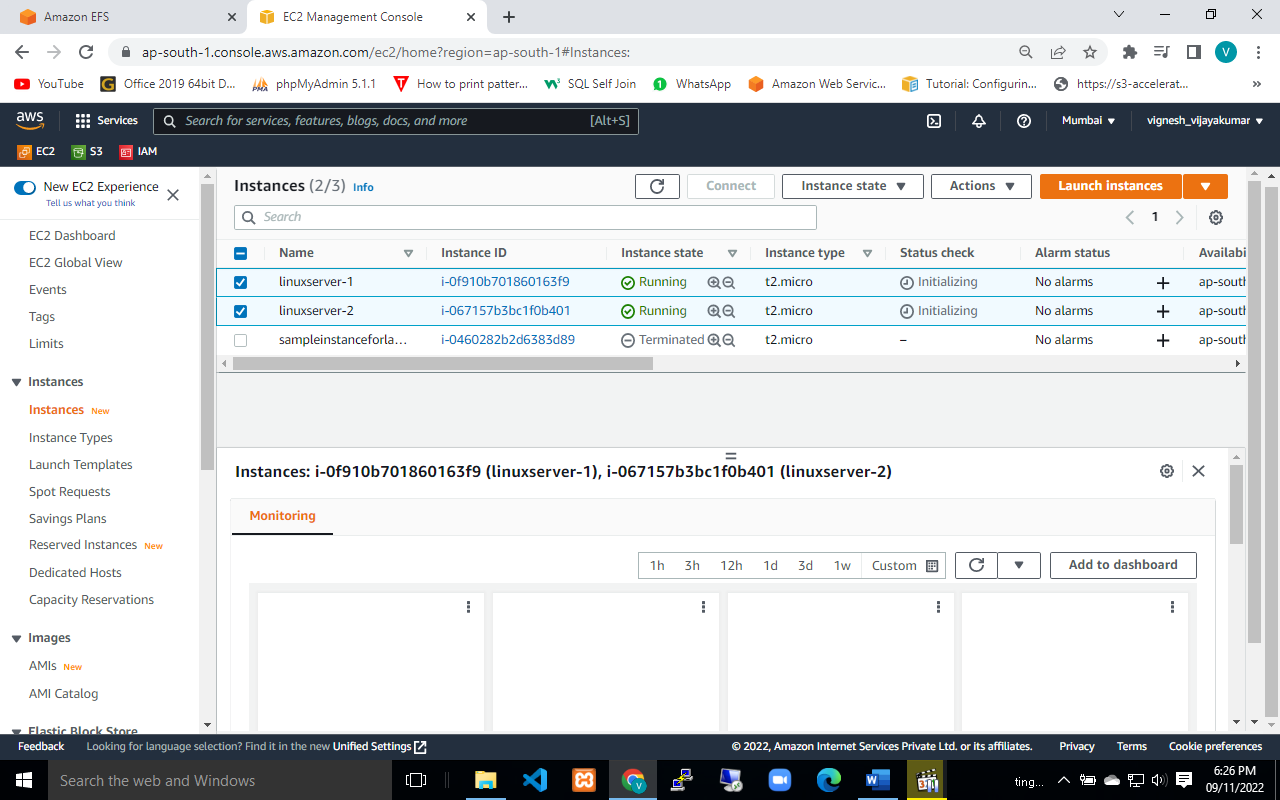 Amazon EFS
EC2 Management Console
ap-south-1.console.aws.amazon.com/ec2/home?region=ap-south-1#Instances:
V
YouTube
Office 2019 64bit D...
phpMyAdmin 5.1.1
How to print patter...
SQL Self Join
WhatsApp
Amazon Web Servic...
Tutorial: Configurin...
https://s3-accelerat...
aws
Services
Search for services, features, blogs, docs, and more [Alt+S]
Mumbai
vignesh_vijayakumar
EC2 S3 IAM
New EC2 Experience
Tell us what you think
EC2 Dashboard
EC2 Global View
Events
Tags
Limits
Instances
Instances New
Instance Types
Launch Templates
Spot Requests
Savings Plans
Reserved Instances New
Dedicated Hosts
Capacity Reservations
Images
AMIs New
AMI Catalog
Elastic Block Store
Instances (2/3) Info
Connect
Instance state
Actions
Launch instances
Search
1
Name Instance ID Instance state Instance type Status check Alarm status Availabi
linuxserver-1 i-0f910b701860163f9 Running t2.micro Initializing No alarms ap-south
linuxserver-2 i-067157b3bc1f0b401 Running t2.micro Initializing No alarms ap-south
sampleinstanceforla... i-0460282b2d6383d89 Terminated t2.micro – No alarms ap-south
Instances: i-0f910b701860163f9 (linuxserver-1), i-067157b3bc1f0b401 (linuxserver-2)
Monitoring
1h 3h 12h 1d 3d 1w Custom
Add to dashboard
Feedback Looking for language selection? Find it in the new Unified Settings
© 2022, Amazon Internet Services Private Ltd. or its affiliates. Privacy Terms Cookie preferences
Search the web and Windows
ting...
6:26 PM
09/11/2022